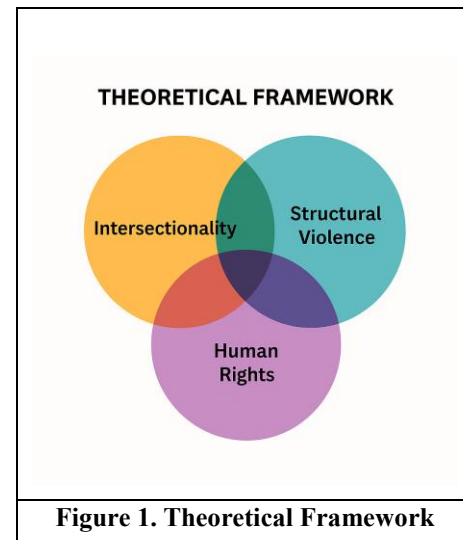 THEORETICAL FRAMEWORK
Intersectionality
Structural
Violence
Human
Rights
Figure 1. Theoretical Framework